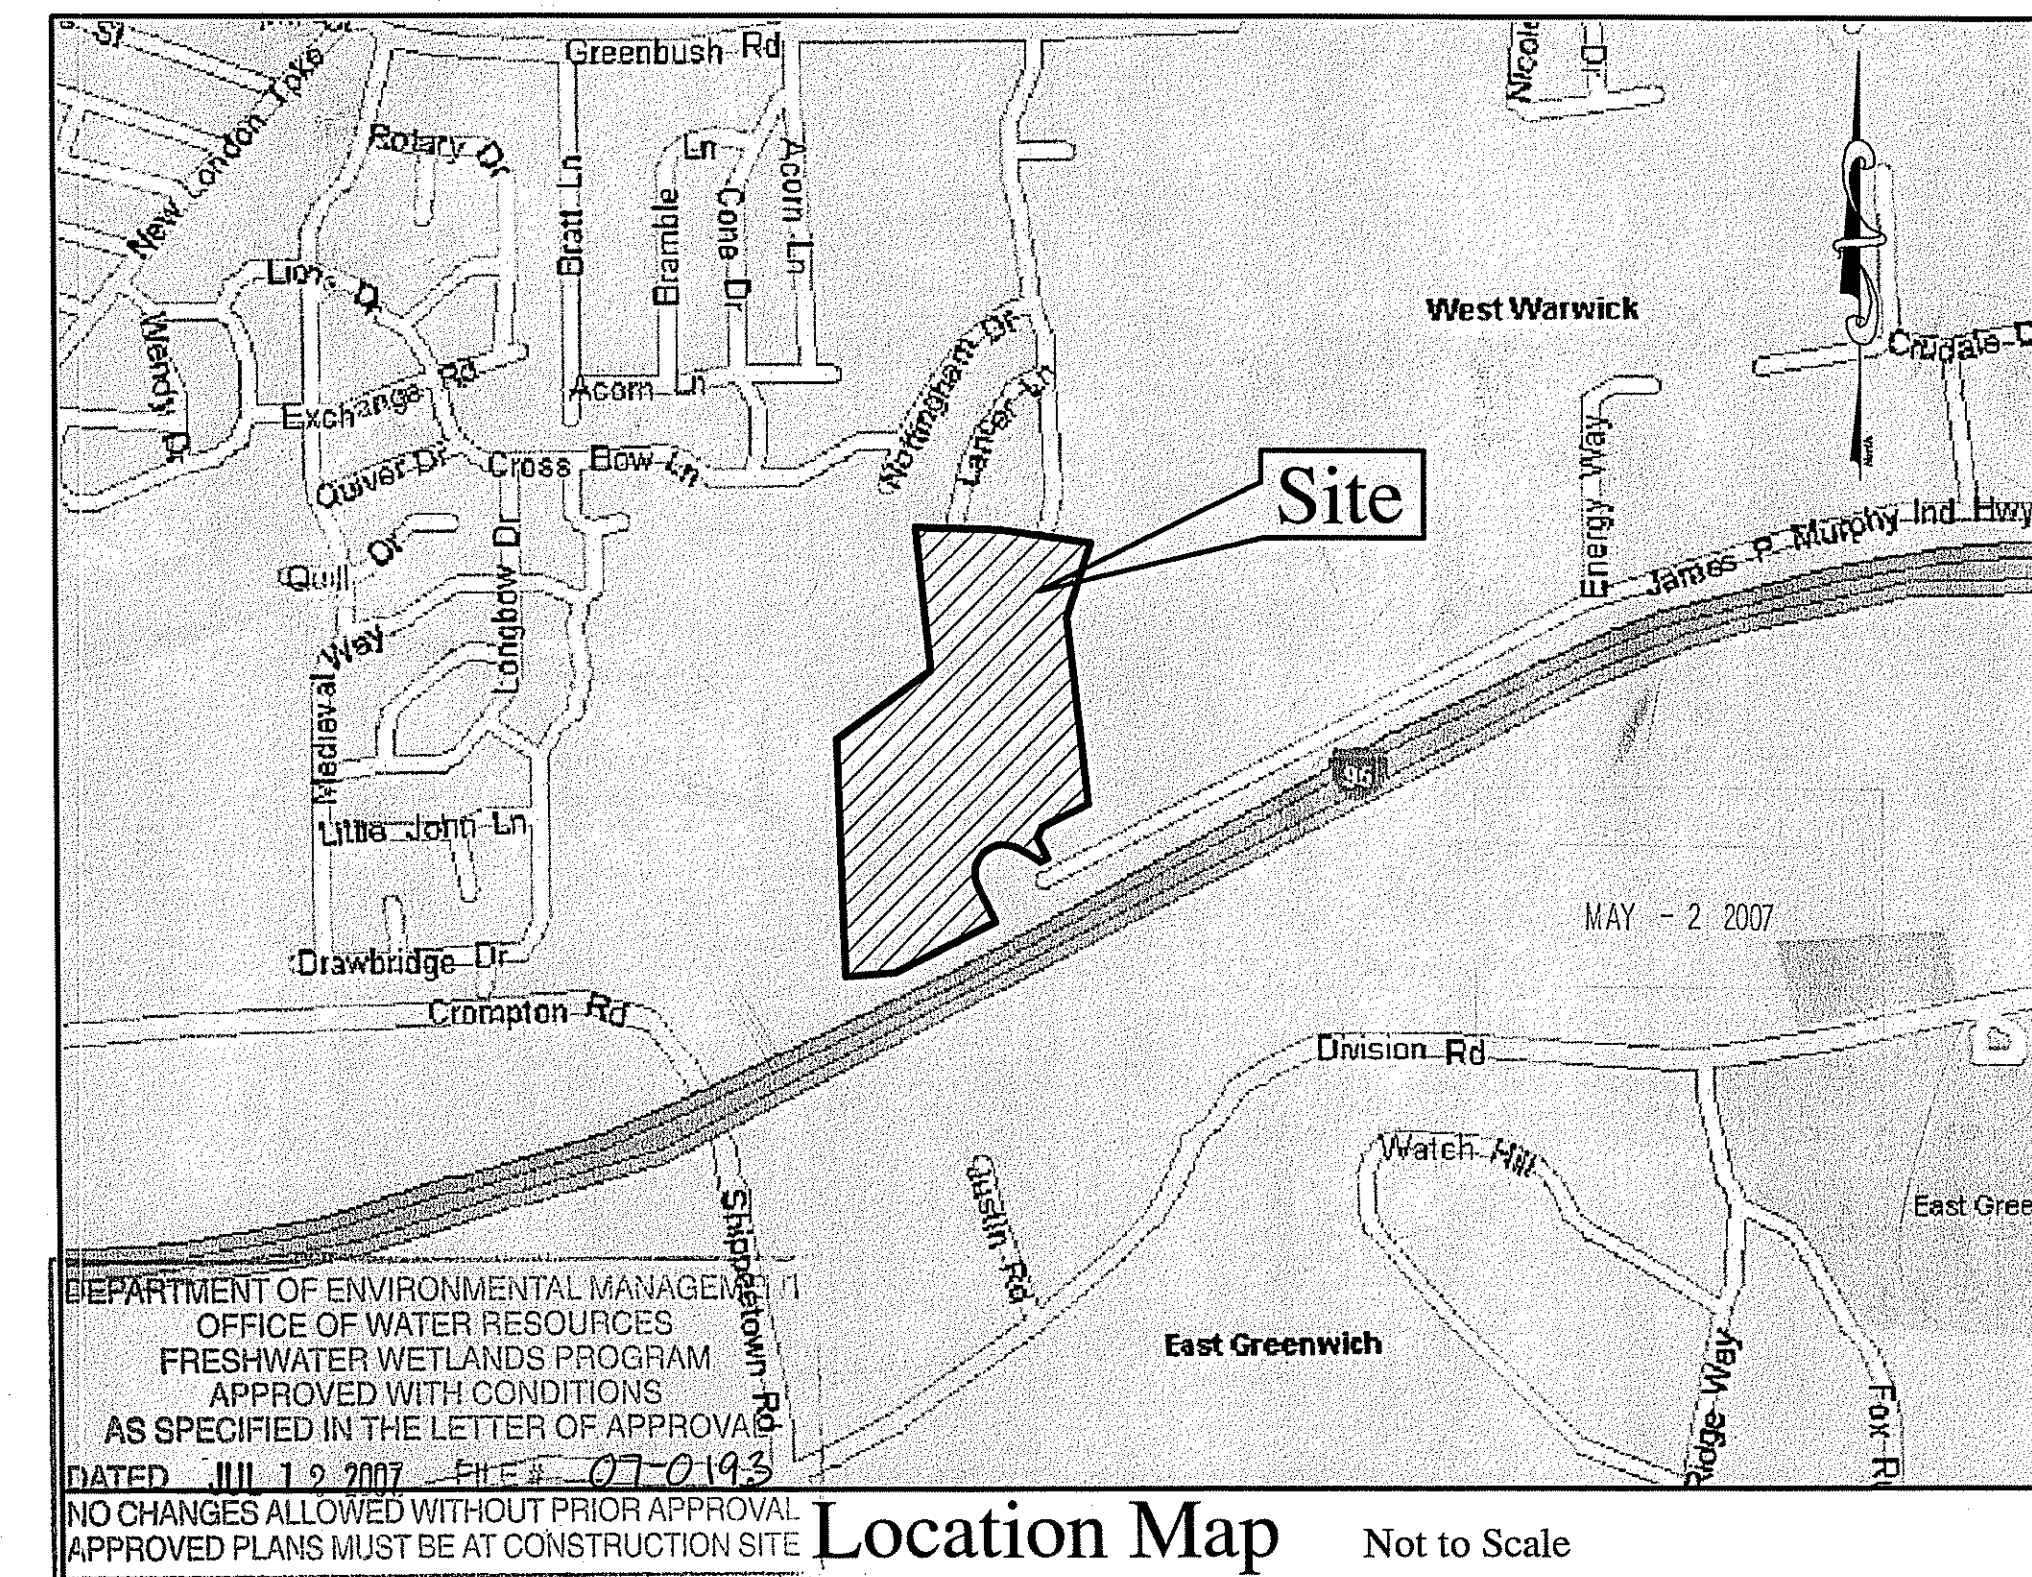 Greenbush Rd
New London Tpke
Rotary Dr
Bratt Ln
Bramble Ln
Cone Dr
Acorn Ln
Nicole Dr
Wendy Dr
Exchange Rd
Acorn Ln
Nottingham Dr
Lancer Ln
West Warwick
North
Quiver Dr
Cross Bow Ln
Site
Energy Way
James P Murphy Ind Hwy
Quill Dr
Longbow Dr
Medieval Way
95
Little John Ln
MAY - 2 2007
Drawbridge Dr
Crompton Rd
Division Rd
Watch Hill
Justin Rd
Shippeetown Rd
East Gree
East Greenwich
Ridge Way
Fox R
DEPARTMENT OF ENVIRONMENTAL MANAGEMENT
OFFICE OF WATER RESOURCES
FRESHWATER WETLANDS PROGRAM
APPROVED WITH CONDITIONS
AS SPECIFIED IN THE LETTER OF APPROVAL
DATED JUL 12 2007 FILE # 07-0193
NO CHANGES ALLOWED WITHOUT PRIOR APPROVAL
APPROVED PLANS MUST BE AT CONSTRUCTION SITE
Location Map
Not to Scale